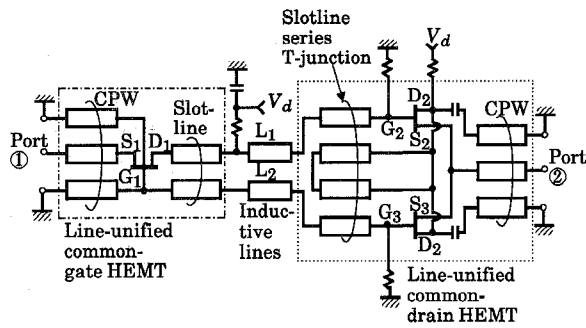 Slotline
series
T-junction
V_d
CPW
Slot-
line
V_d
D_2
CPW
L_1
G_2
Port
①
S_1
D_1
S_2
Port
②
G_1
L_2
S_3
G_3
D_2
Induc-
tive
lines
Line-unified
common-
gate HEMT
Line-unified
common-
drain HEMT